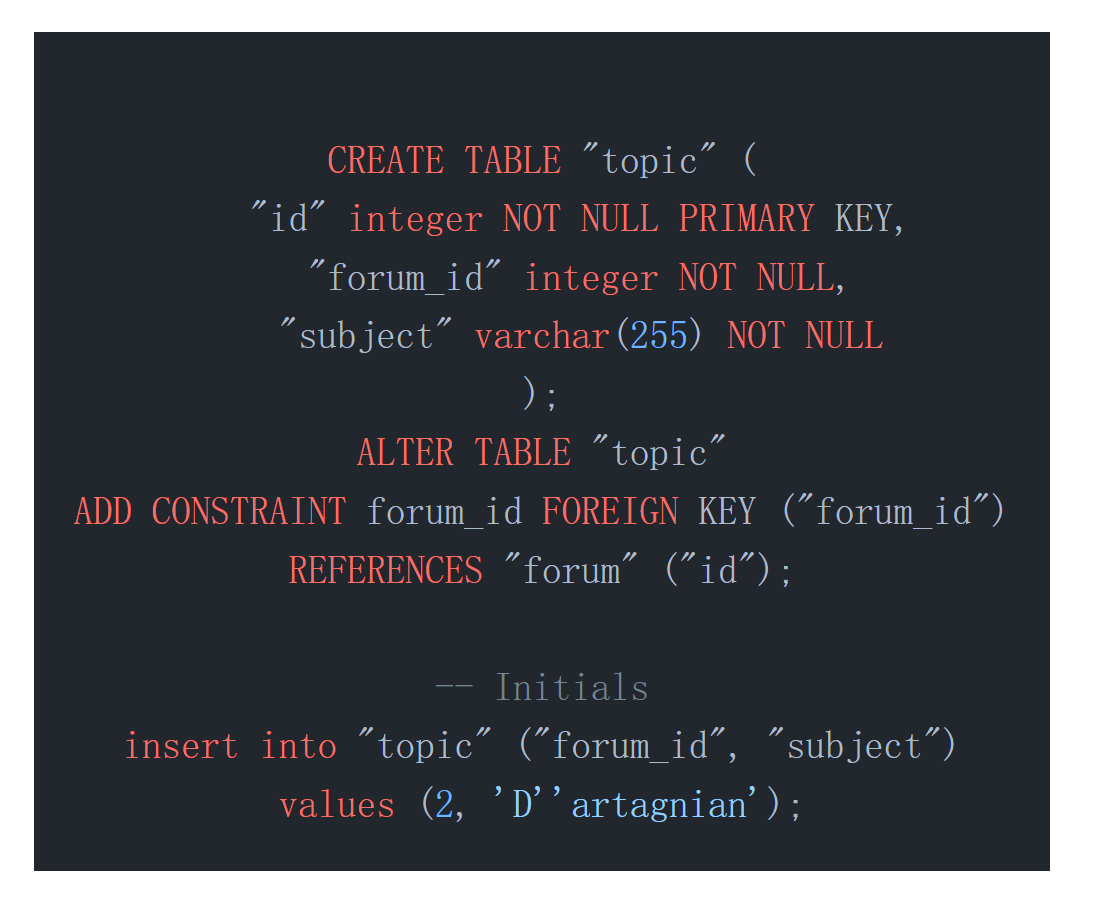 CREATE TABLE "topic" (
"id" integer NOT NULL PRIMARY KEY,
"forum_id" integer NOT NULL,
"subject" varchar(255) NOT NULL
);
ALTER TABLE "topic"
ADD CONSTRAINT forum_id FOREIGN KEY ("forum_id")
REFERENCES "forum" ("id");
-- Initials
insert into "topic" ("forum_id", "subject")
values (2, 'D''artagnian');